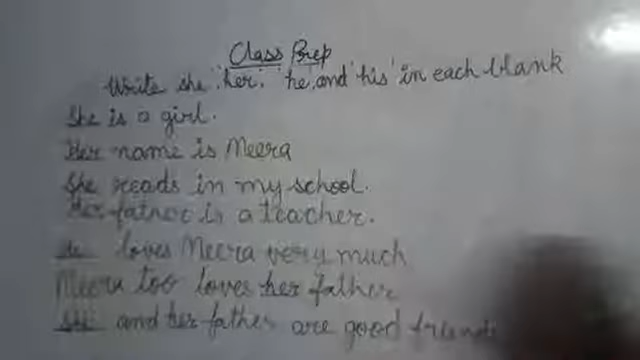 Class Prep
Write she 'her', 'he' and 'his' in each blank
She is a girl.
Her name is Meera
She reads in my school.
Her father is a teacher.
He loves Meera very much
Meera too loves her father
She and her father are good friends